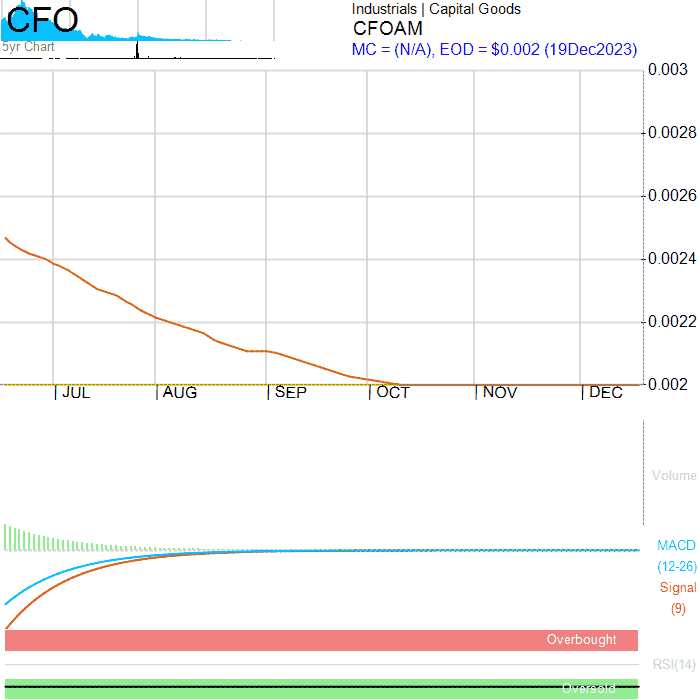 CFO
5yr Chart
Industrials | Capital Goods
CFOAM
MC = (N/A), EOD = $0.002 (19Dec2023)
0.003
0.0028
0.0026
0.0024
0.0022
0.002
JUL AUG SEP OCT NOV DEC
Volume
MACD
(12-26)
Signal
(9)
Overbought
RSI(14)
Oversold